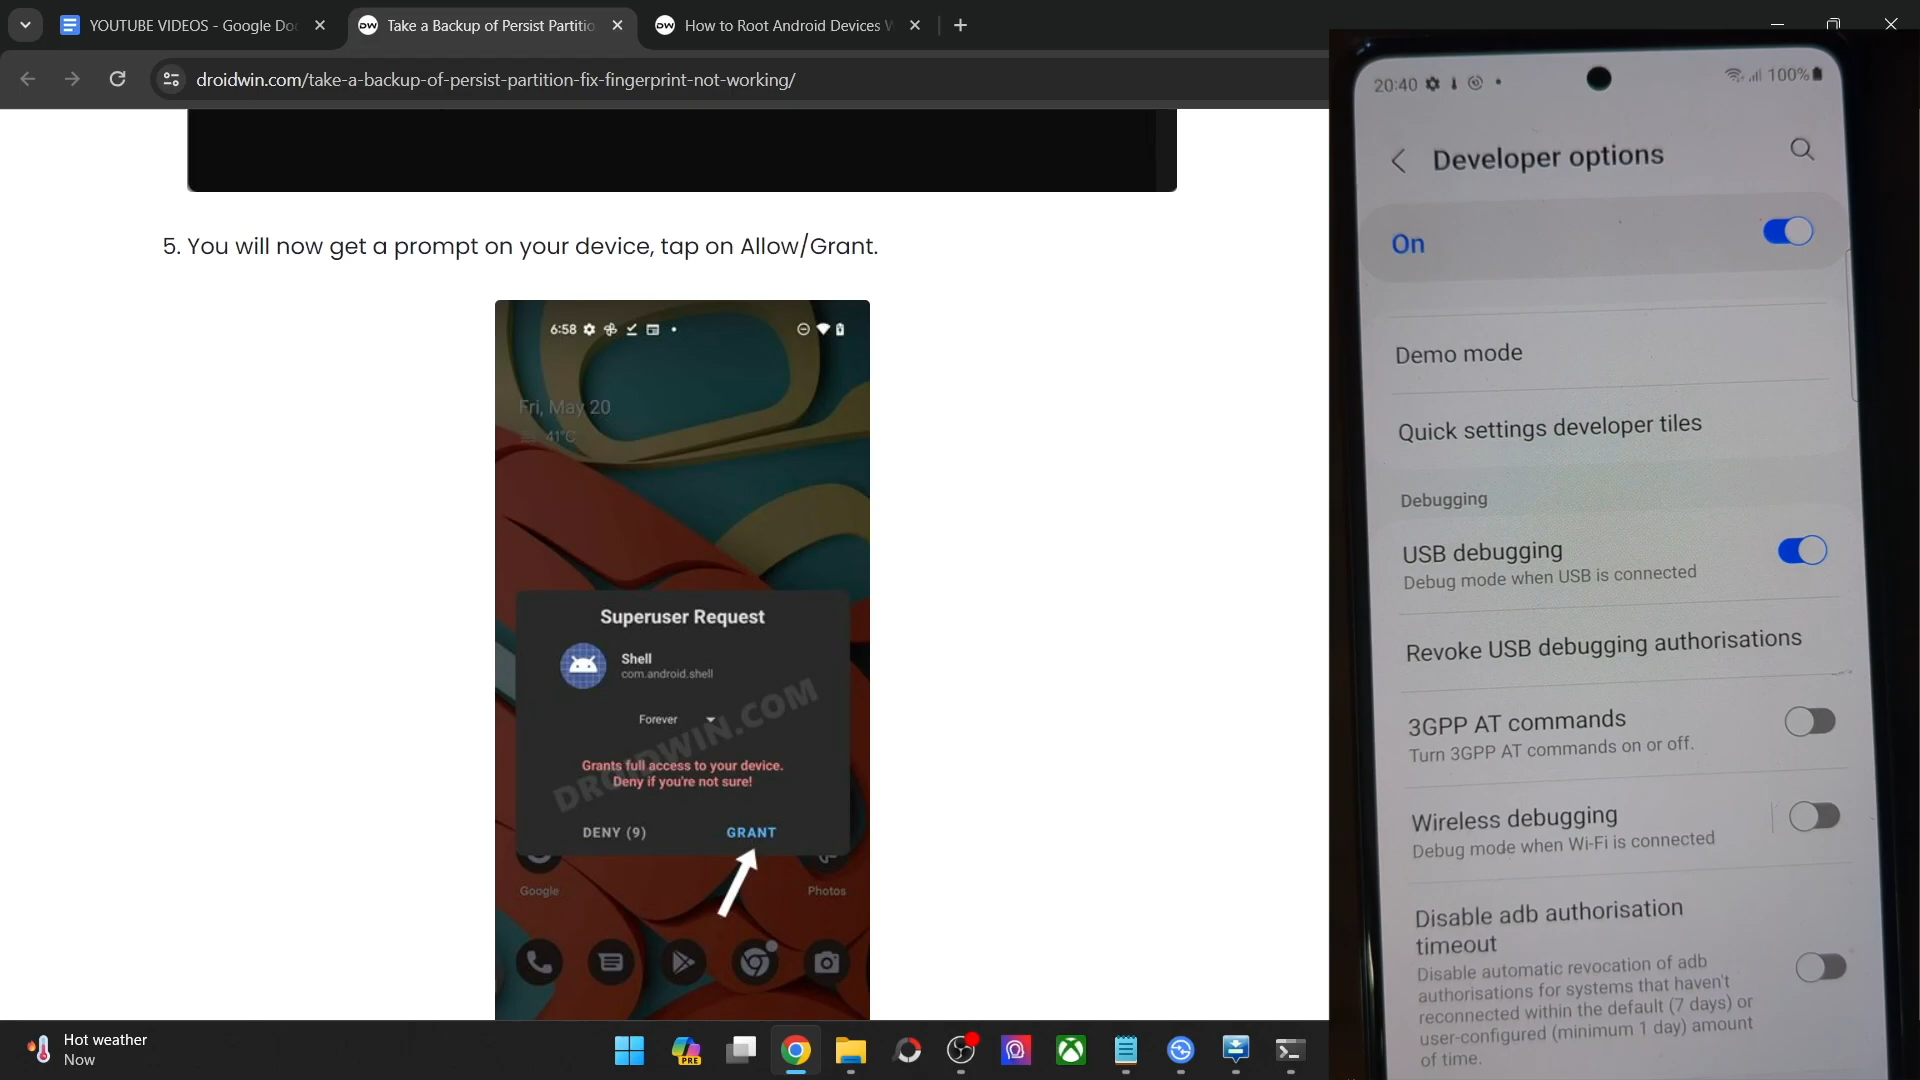 YOUTUBE VIDEOS - Google Do
Take a Backup of Persist Partitio
How to Root Android Devices
droidwin.com/take-a-backup-of-persist-partition-fix-fingerprint-not-working/
5. You will now get a prompt on your device, tap on Allow/Grant.
6:58
Fri, May 20
41°C
Superuser Request
Shell
com.android.shell
Forever
DROIDWIN.COM
Grants full access to your device.
Deny if you're not sure!
DENY (9)
GRANT
Google
Photos
20:40
100%
Developer options
On
Demo mode
Quick settings developer tiles
Debugging
USB debugging
Debug mode when USB is connected
Revoke USB debugging authorisations
3GPP AT commands
Turn 3GPP AT commands on or off.
Wireless debugging
Debug mode when Wi-Fi is connected
Disable adb authorisation
timeout
Disable automatic revocation of adb
authorisations for systems that haven't
reconnected within the default (7 days) or
user-configured (minimum 1 day) amount
of time.
Hot weather
Now
PRE